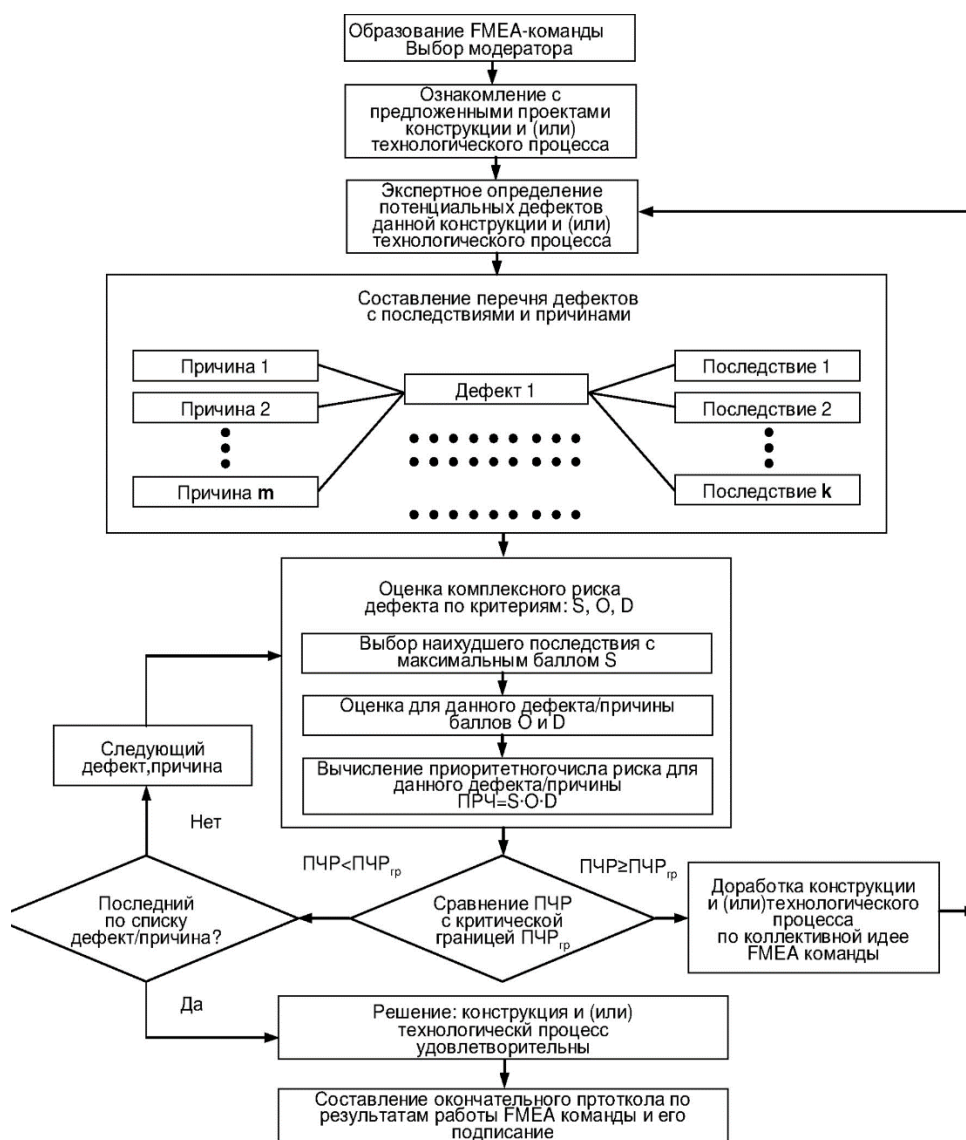 Образование FMEA-команды
Выбор модератора
Ознакомление с
предложенными проектами
конструкции и (или)
технологического процесса
Экспертное определение
потенциальных дефектов
данной конструкции и (или)
технологического процесса
Составление перечня дефектов
с последствиями и причинами
Причина 1
Причина 2
Причина m
Дефект 1
Последствие 1
Последствие 2
Последствие k
Оценка комплексного риска
дефекта по критериям: S, O, D
Выбор наихудшего последствия с
максимальным баллом S
Оценка для данного дефекта/причины
баллов O и D
Вычисление приоритетногочисла риска для
данного дефекта/причины
ПРЧ=S·O·D
Следующий
дефект,причина
Нет
ПЧР<ПЧРгр
ПЧР≥ПЧРгр
Последний
по списку
дефект/причина?
Сравнение ПЧР
с критической
границей ПЧРгр
Доработка конструкции
и (или)технологического
процесса
по коллективной идее
FMEA команды
Да
Решение: конструкция и (или)
технологическй процесс
удовлетворительны
Составление окончательного пртоткола по
результатам работы FMEA команды и его
подписание